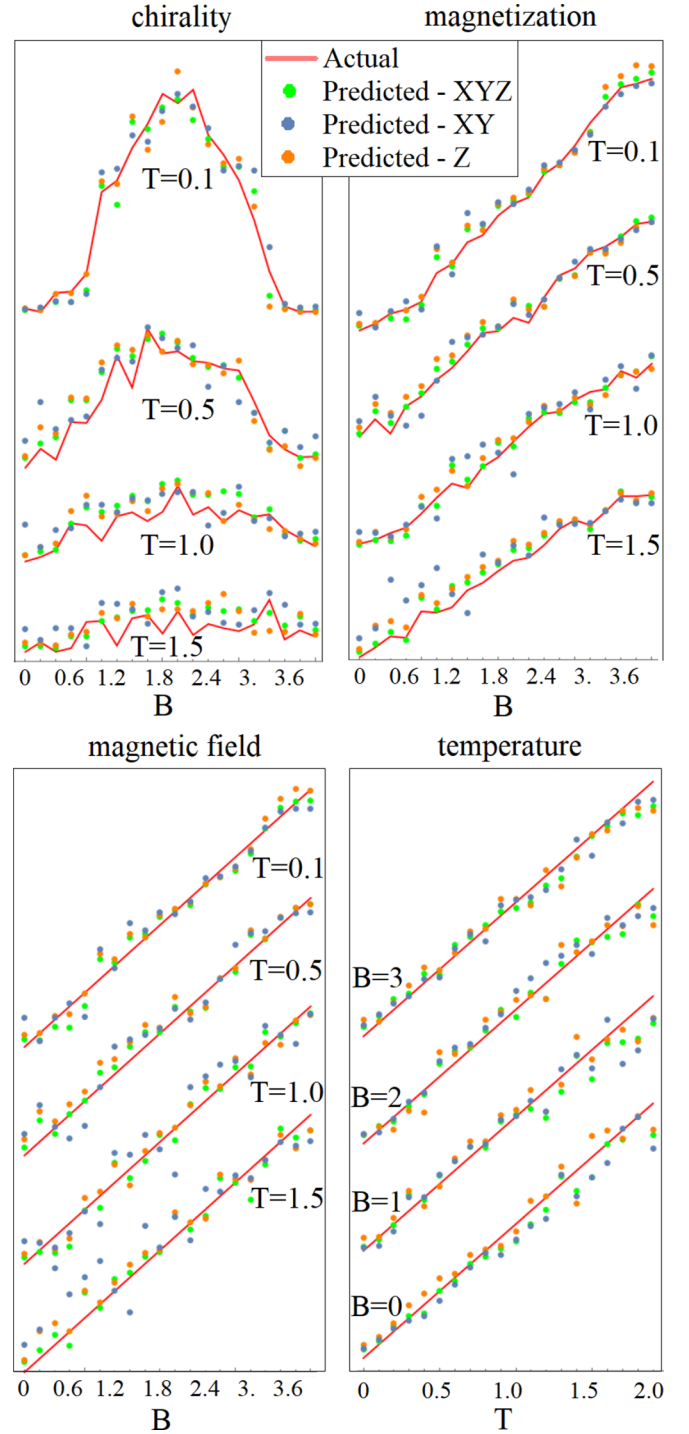 chirality
magnetization
Actual
Predicted - XYZ
Predicted - XY
Predicted - Z
T=0.1
T=0.5
T=1.0
T=1.5
0 0.6 1.2 1.8 2.4 3. 3.6
B
T=0.1
T=0.5
T=1.0
T=1.5
0 0.6 1.2 1.8 2.4 3. 3.6
B
magnetic field
temperature
T=0.1
T=0.5
T=1.0
T=1.5
0 0.6 1.2 1.8 2.4 3. 3.6
B
B=3
B=2
B=1
B=0
0 0.5 1.0 1.5 2.0
T